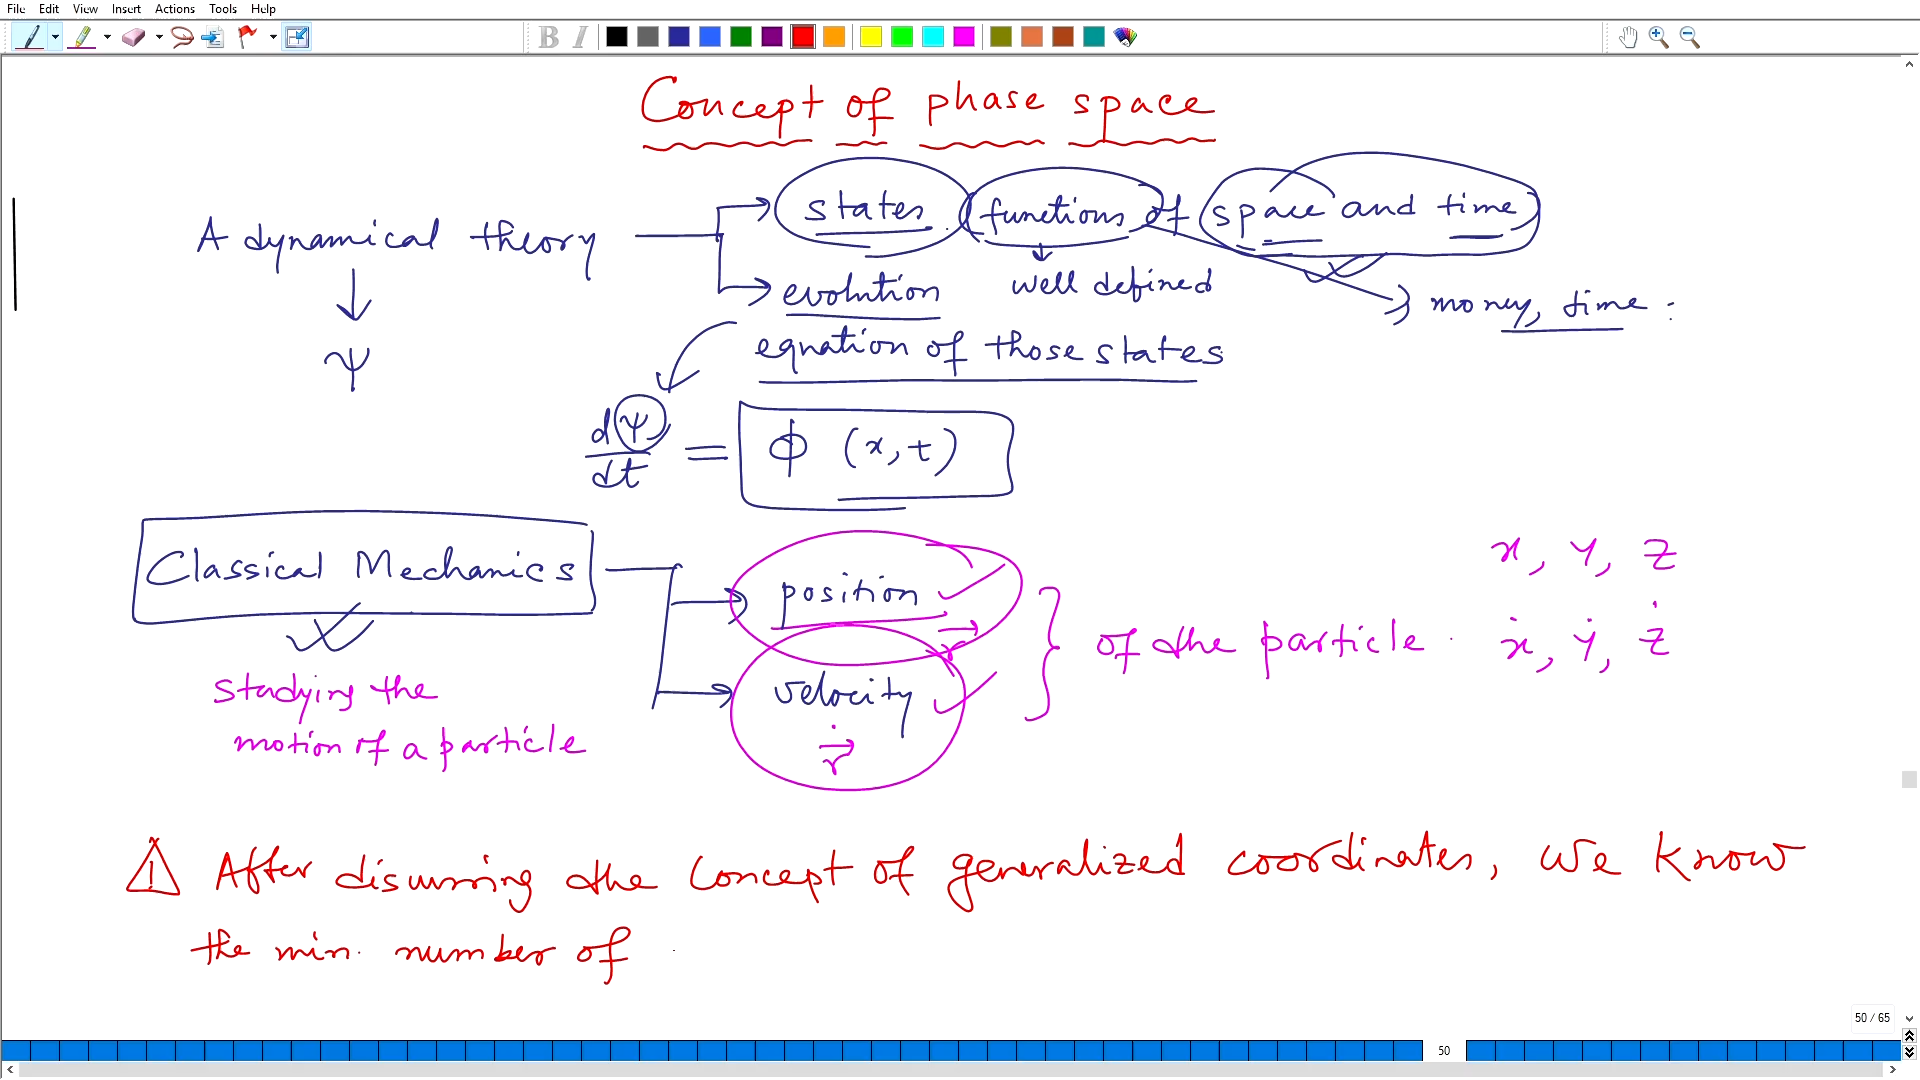 File Edit View Insert Actions Tools Help
B I
Concept of phase space
A dynamical theory
states functions of space and time
evolution well defined
money, time :
ψ
equation of those states
dψ/dt = ϕ (x,t)
Classical Mechanics
position r
velocity r
of the particle.
x, y, z
ẋ, ẏ, ż
studying the
motion of a particle
After discussing the concept of generalized coordinates, we know
the min. number of
50 / 65
50